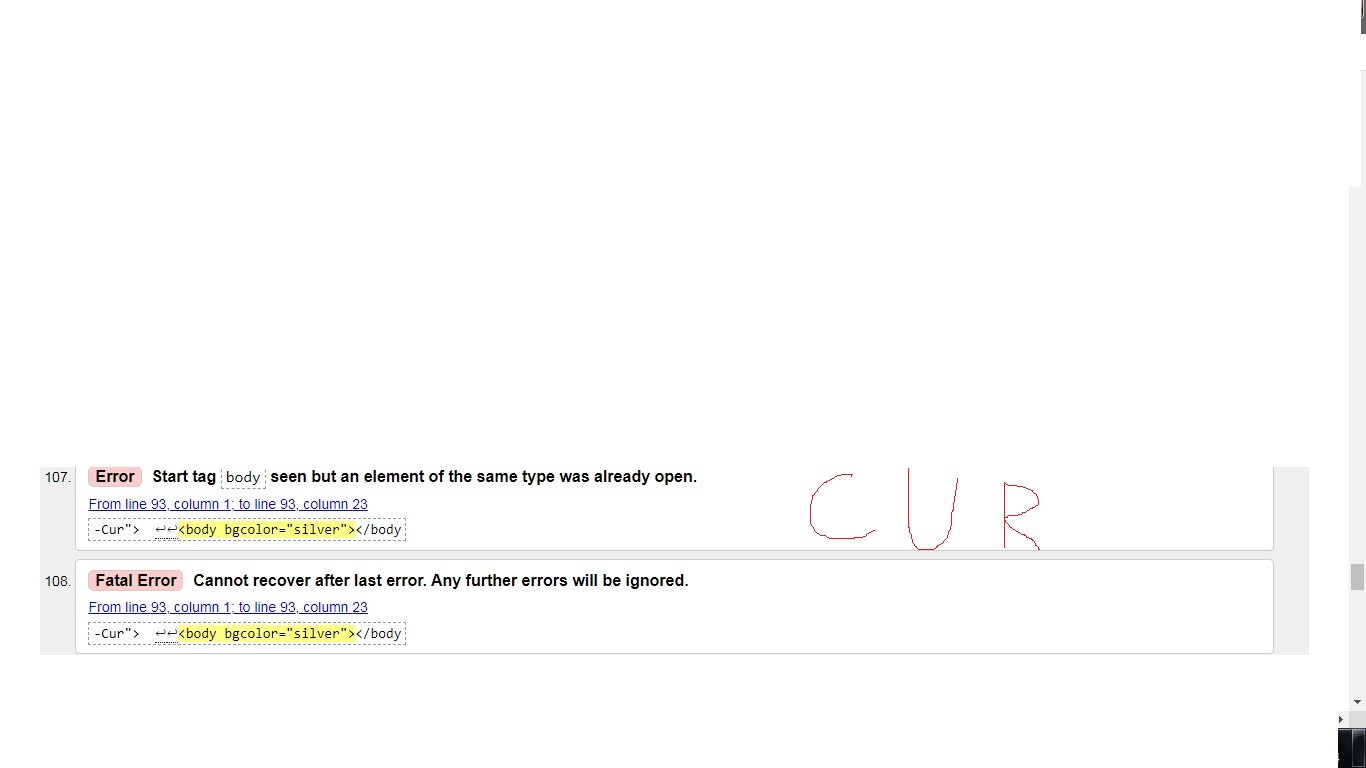 107. Error Start tag body seen but an element of the same type was already open.
From line 93, column 1; to line 93, column 23
-Cur"> ↩↩<body bgcolor="silver"></body
CUR
108. Fatal Error Cannot recover after last error. Any further errors will be ignored.
From line 93, column 1; to line 93, column 23
-Cur"> ↩↩<body bgcolor="silver"></body